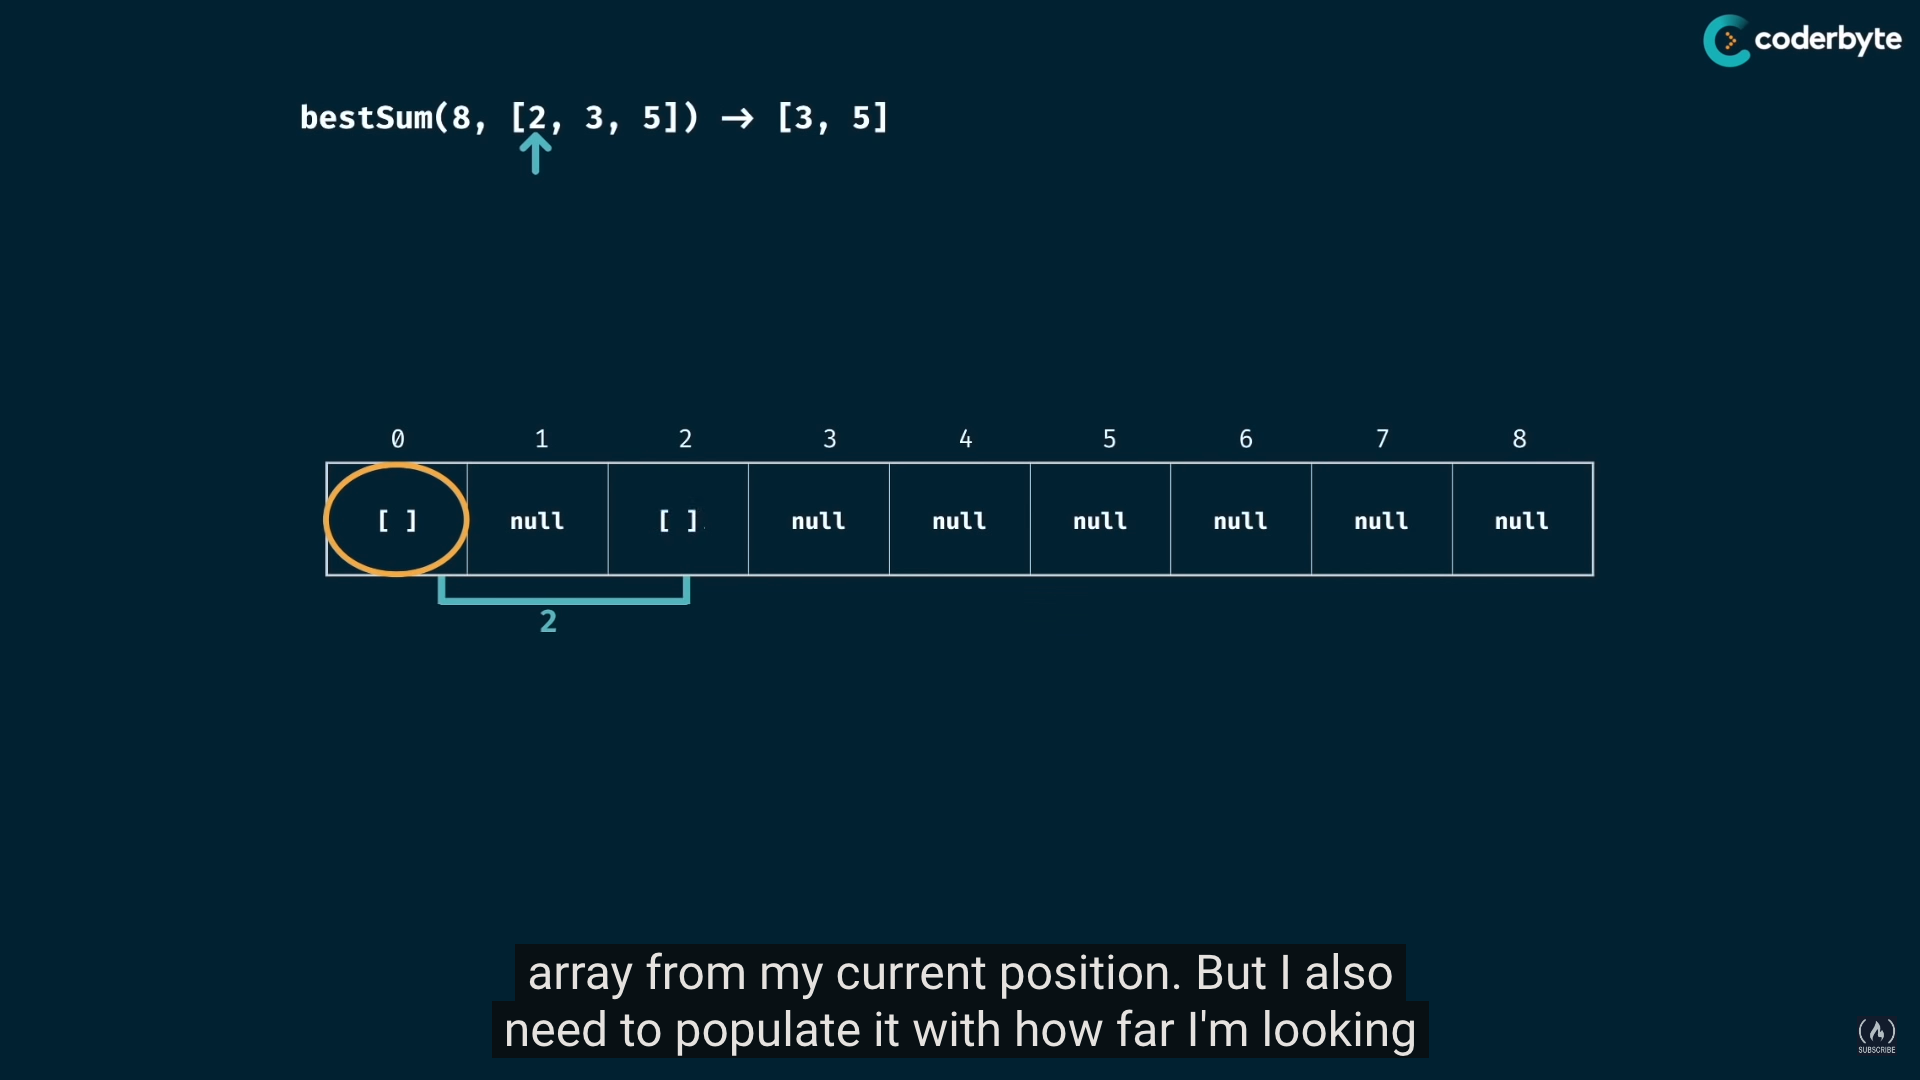 coderbyte
bestSum(8, [2, 3, 5]) → [3, 5]
0 1 2 3 4 5 6 7 8
[ ] null [ ] null null null null null null
2
array from my current position. But I also
need to populate it with how far I'm looking
SUBSCRIBE